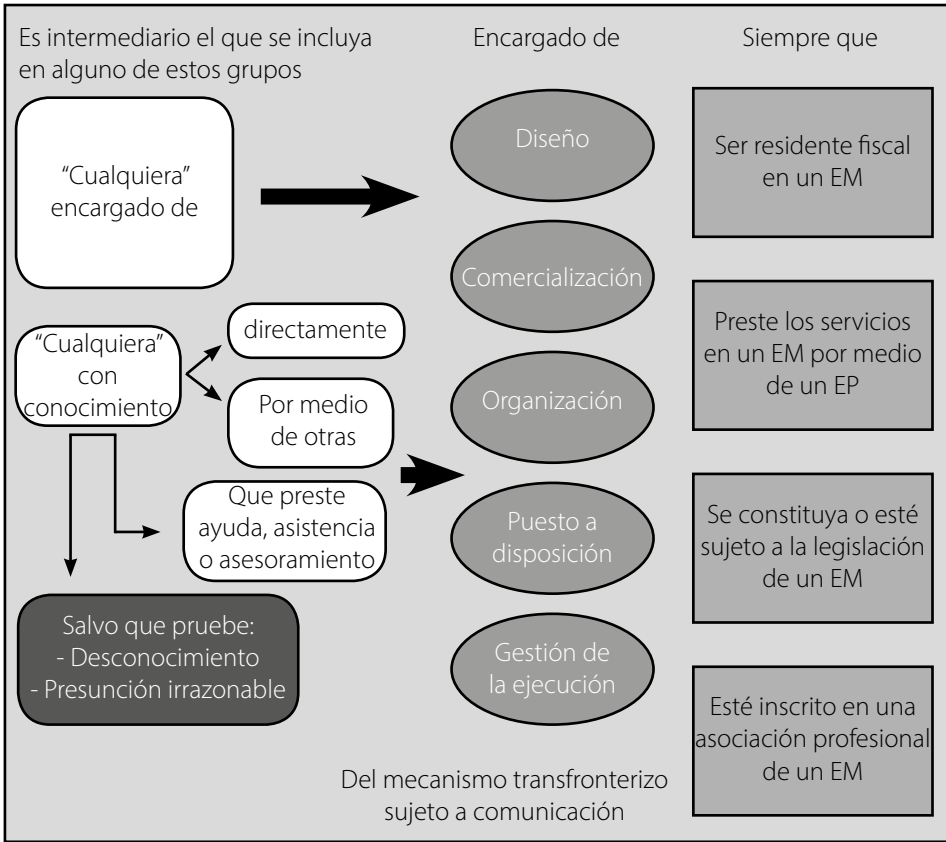 Es intermediario el que se incluya
en alguno de estos grupos
Encargado de
Siempre que
“Cualquiera”
encargado de
Diseño
Ser residente fiscal
en un EM
Comercialización
“Cualquiera”
con
conocimiento
directamente
Por medio
de otras
Preste los servicios
en un EM por medio
de un EP
Organización
Que preste
ayuda, asistencia
o asesoramiento
Puesto a
disposición
Se constituya o esté
sujeto a la legislación
de un EM
Salvo que pruebe:
- Desconocimiento
- Presunción irrazonable
Gestión de
la ejecución
Esté inscrito en una
asociación profesional
de un EM
Del mecanismo transfronterizo
sujeto a comunicación